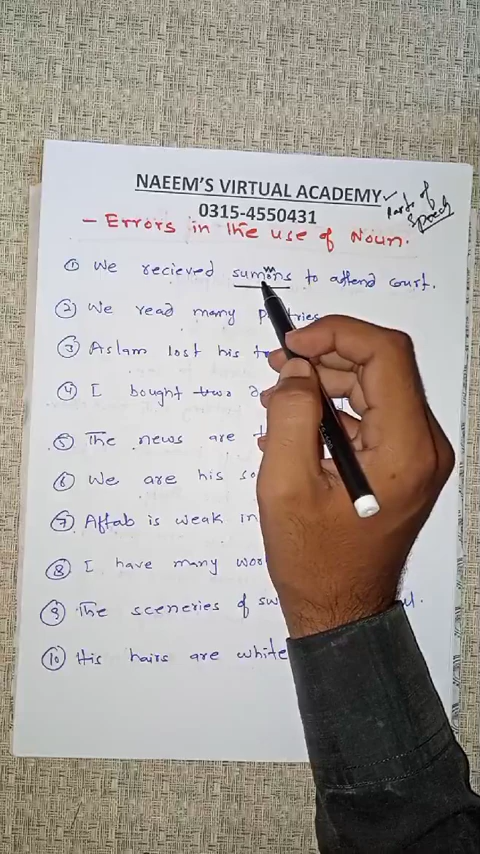 NAEEM'S VIRTUAL ACADEMY
Parts of Speech
0315-4550431
- Errors in the use of Noun.
① We recieved summons to attend court.
② We read many
③ Aslam lost his
④ I bought two
⑤ The news are
⑥ We are his
⑦ Aftab is weak in
⑧ I have many
⑨ The sceneries of
⑩ His hairs are white